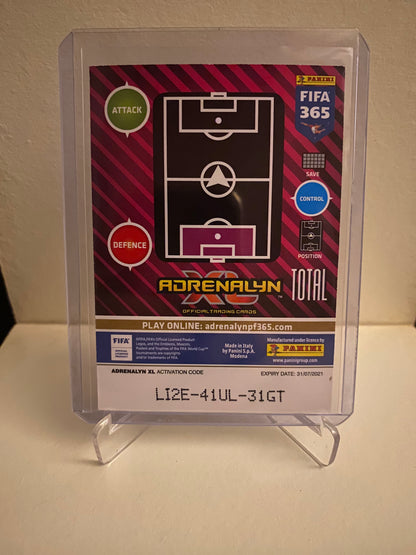 ATTACK
PANINI
FIFA
365
SAVE
CONTROL
DEFENCE
POSITION
ADRENALYN
XL™
OFFICIAL TRADING CARDS
TOTAL
PLAY ONLINE: adrenalynpf365.com
FIFA
Made in Italy
by Panini S.p.A.
Modena
Manufactured under licence by
PANINI
www.paninigroup.com
ADRENALYN XL ACTIVATION CODE
EXPIRY DATE: 31/07/2021
LI2E-41UL-31GT